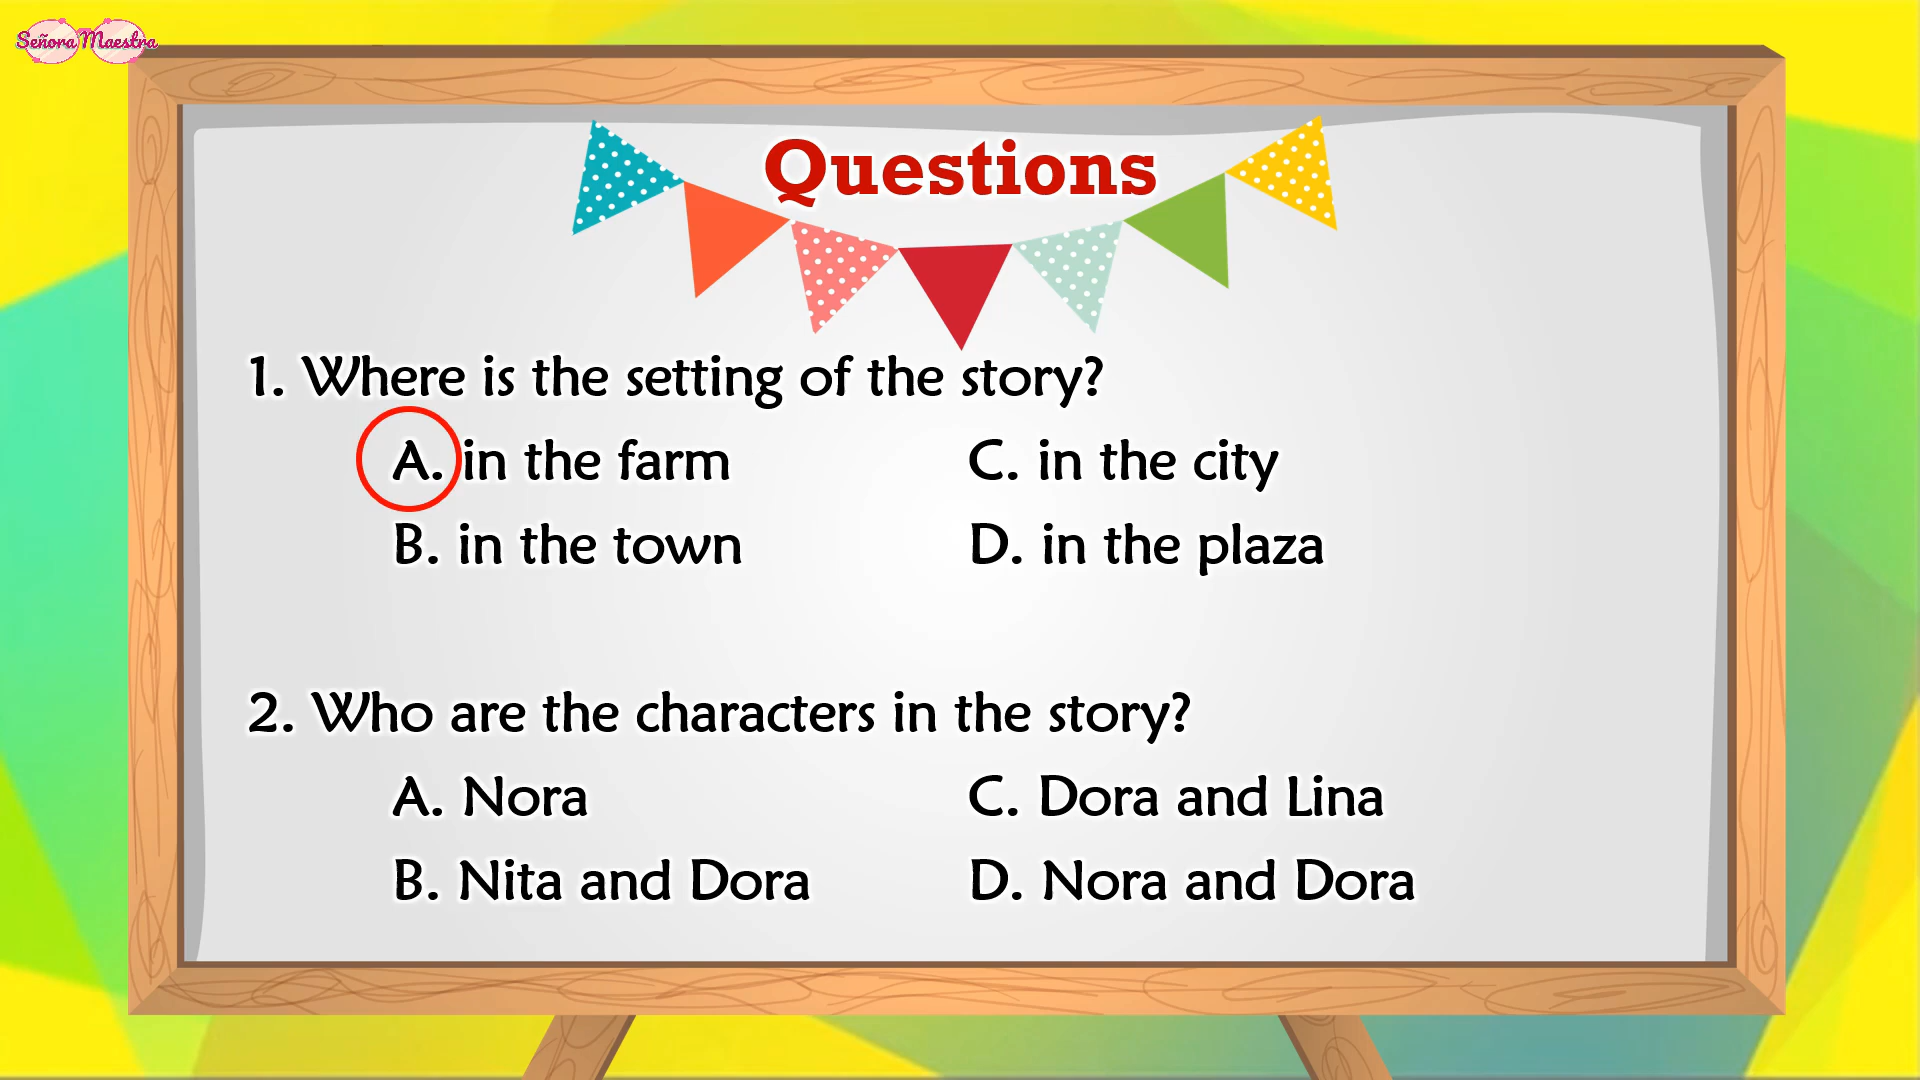 Señora Maestra
Questions
1. Where is the setting of the story?
A. in the farm
C. in the city
B. in the town
D. in the plaza
2. Who are the characters in the story?
A. Nora
C. Dora and Lina
B. Nita and Dora
D. Nora and Dora